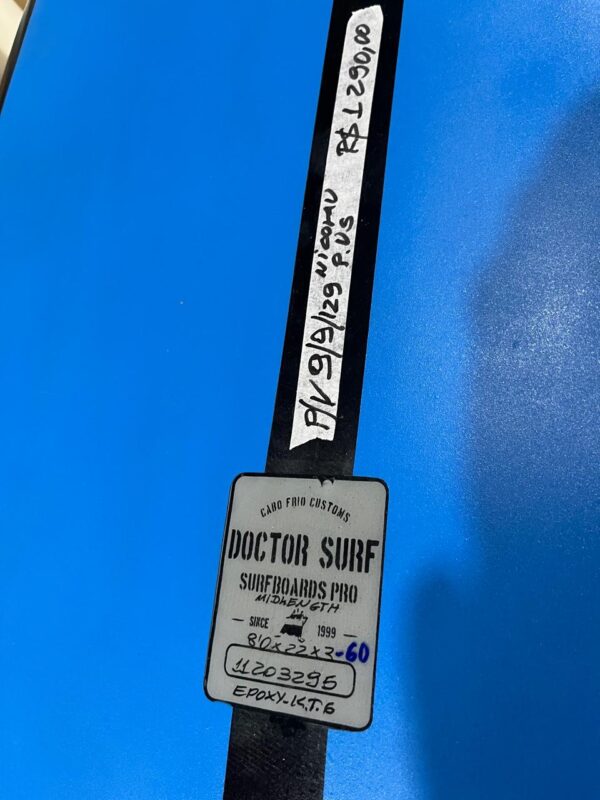 P/V 9/9/129 P.US R$1290,00
CABO FRIO CUSTOMS
DOCTOR SURF
SURFBOARDS PRO
MIDLENGTH
SINCE 1999
8'0x22x3-60
11203295
EPOXY-K.T.6